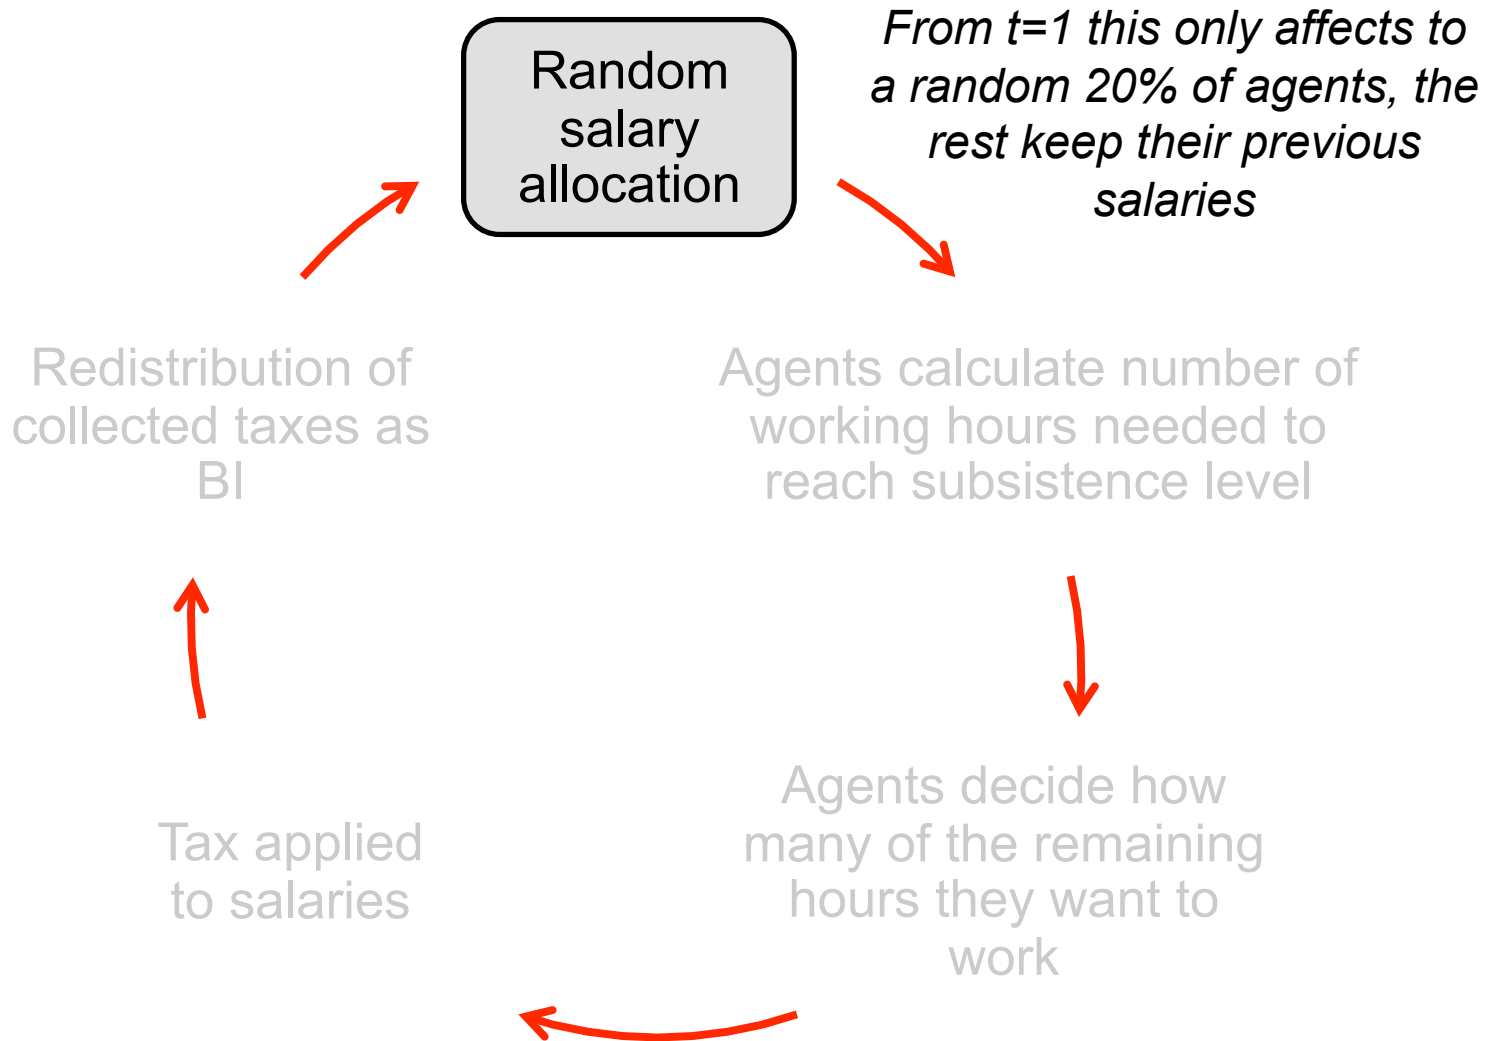 Random
salary
allocation
From t=1 this only affects to
a random 20% of agents, the
rest keep their previous
salaries
Agents calculate number of
working hours needed to
reach subsistence level
Agents decide how
many of the remaining
hours they want to
work
Tax applied
to salaries
Redistribution of
collected taxes as
BI